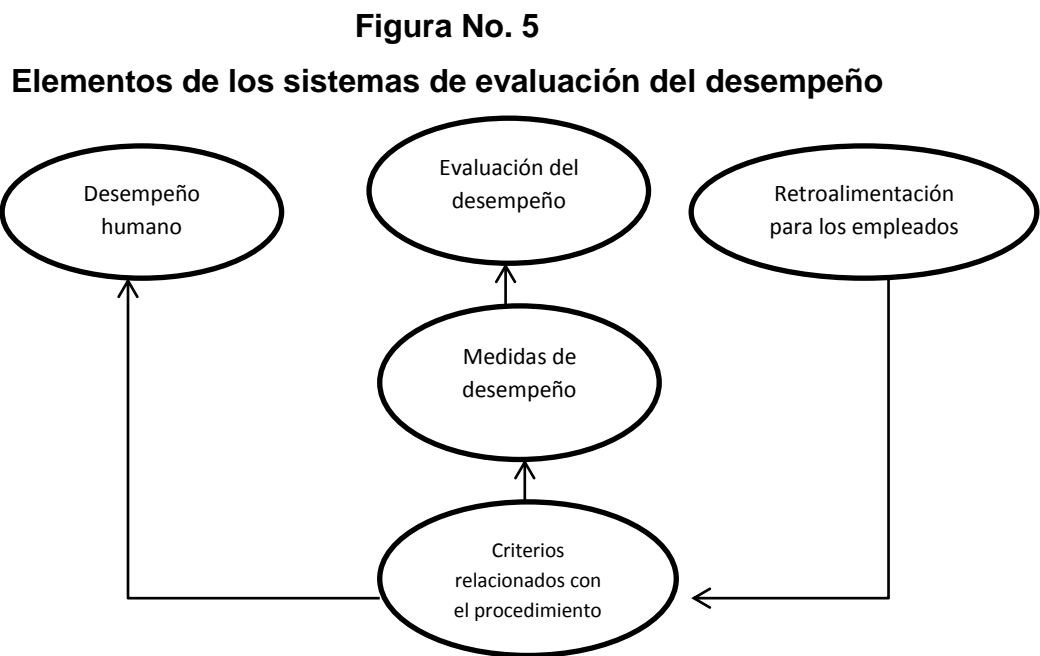 Figura No. 5
Elementos de los sistemas de evaluación del desempeño
Desempeño
humano
Evaluación del
desempeño
Retroalimentación
para los empleados
Medidas de
desempeño
Criterios
relacionados con
el procedimiento